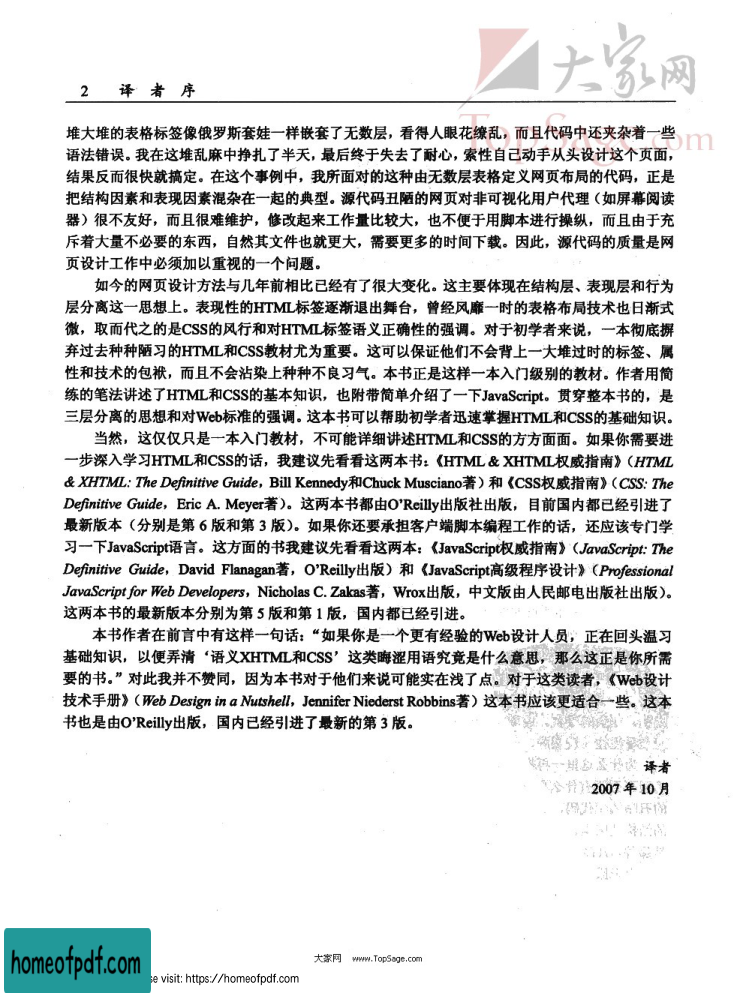 大家网
TopSage.com
2 译者序
堆大堆的表格标签像俄罗斯套娃一样嵌套了无数层，看得人眼花缭乱，而且代码中还夹杂着一些
语法错误。我在这堆乱麻中挣扎了半天，最后终于失去了耐心，索性自己动手从头设计这个页面，
结果反而很快就搞定。在这个事例中，我所面对的这种由无数层表格定义网页布局的代码，正是
把结构因素和表现因素混杂在一起的典型。源代码丑陋的网页对非可视化用户代理（如屏幕阅读
器）很不友好，而且很难维护，修改起来工作量比较大，也不便于用脚本进行操纵，而且由于充
斥着大量不必要的东西，自然其文件也就更大，需要更多的时间下载。因此，源代码的质量是网
页设计工作中必须加以重视的一个问题。
如今的网页设计方法与几年前相比已经有了很大变化。这主要体现在结构层、表现层和行为
层分离这一思想上。表现性的HTML标签逐渐退出舞台，曾经风靡一时的表格布局技术也日渐式
微，取而代之的是CSS的风行和对HTML标签语义正确性的强调。对于初学者来说，一本彻底摒
弃过去种种陋习的HTML和CSS教材尤为重要。这可以保证他们不会背上一大堆过时的标签、属
性和技术的包袱，而且不会沾染上种种不良习气。本书正是这样一本入门级别的教材。作者用简
练的笔法讲述了HTML和CSS的基本知识，也附带简单介绍了一下JavaScript。贯穿整本书的，是
三层分离的思想和对Web标准的强调。这本书可以帮助初学者迅速掌握HTML和CSS的基础知识。
当然，这仅仅只是一本入门教材，不可能详细讲述HTML和CSS的方方面面。如果你需要进
一步深入学习HTML和CSS的话，我建议先看看这两本书：《HTML & XHTML权威指南》（HTML
& XHTML: The Definitive Guide，Bill Kennedy和Chuck Musciano著）和《CSS权威指南》（CSS: The
Definitive Guide，Eric A. Meyer著）。这两本书都由O'Reilly出版社出版，目前国内都已经引进了
最新版本（分别是第 6 版和第 3 版）。如果你还要承担客户端脚本编程工作的话，还应该专门学
习一下JavaScript语言。这方面的书我建议先看看这两本：《JavaScript权威指南》（JavaScript: The
Definitive Guide，David Flanagan著，O'Reilly出版）和《JavaScript高级程序设计》（Professional
JavaScript for Web Developers，Nicholas C. Zakas著，Wrox出版，中文版由人民邮电出版社出版）。
这两本书的最新版本分别为第 5 版和第 1 版，国内都已经引进。
本书作者在前言中有这样一句话：“如果你是一个更有经验的Web设计人员，正在回头温习
基础知识，以便弄清‘语义XHTML和CSS’这类晦涩用语究竟是什么意思，那么这正是你所需
要的书。”对此我并不赞同，因为本书对于他们来说可能实在浅了点。对于这类读者，《Web设计
技术手册》（Web Design in a Nutshell，Jennifer Niederst Robbins著）这本书应该更适合一些。这本
书也是由O'Reilly出版，国内已经引进了最新的第 3 版。
译者
2007 年 10 月
大家网 www.TopSage.com
homeofpdf.com
se visit: https://homeofpdf.com